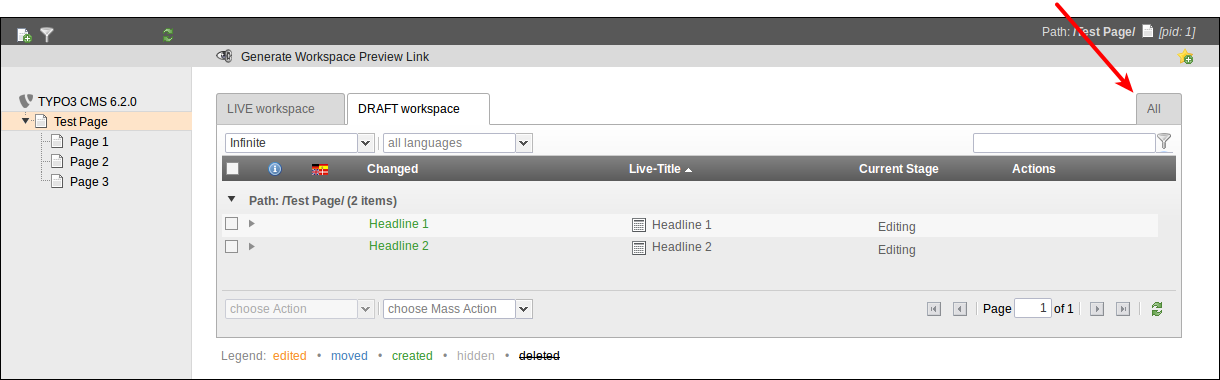 Path: /Test Page/ [pid: 1]
Generate Workspace Preview Link
TYPO3 CMS 6.2.0
Test Page
Page 1
Page 2
Page 3
LIVE workspace DRAFT workspace All
Infinite all languages
Changed Live-Title Current Stage Actions
Path: /Test Page/ (2 items)
Headline 1 Headline 1 Editing
Headline 2 Headline 2 Editing
choose Action choose Mass Action Page 1 of 1
Legend: edited • moved • created • hidden • deleted